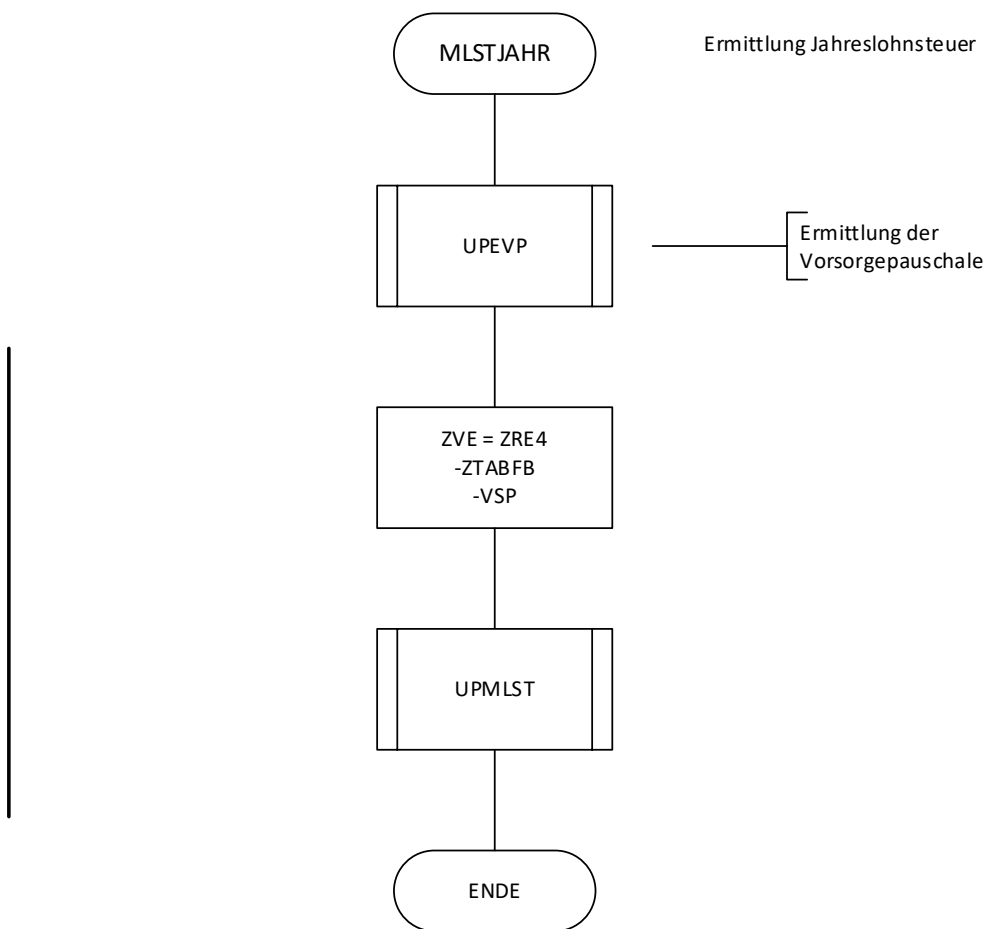 MLSTJAHR
Ermittlung Jahreslohnsteuer
UPEVP
Ermittlung der
Vorsorgepauschale
ZVE = ZRE4
-ZTABFB
-VSP
UPMLST
ENDE